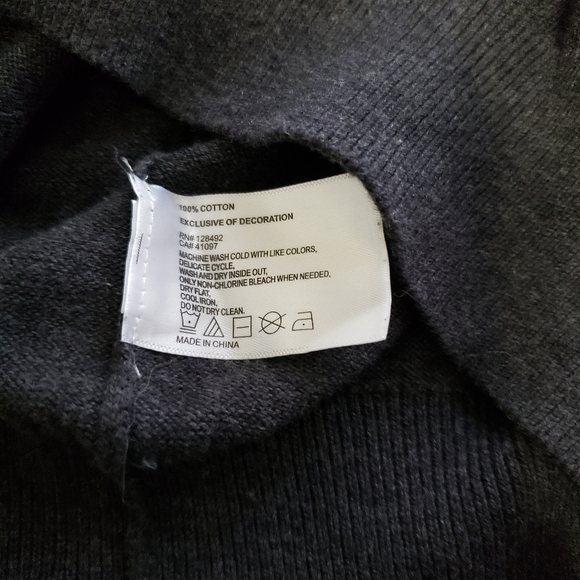 100% COTTON
EXCLUSIVE OF DECORATION
RN# 128492
CA# 41097
MACHINE WASH COLD WITH LIKE COLORS,
DELICATE CYCLE,
WASH AND DRY INSIDE OUT,
ONLY NON-CHLORINE BLEACH WHEN NEEDED,
DRY FLAT,
COOL IRON,
DO NOT DRY CLEAN.
MADE IN CHINA